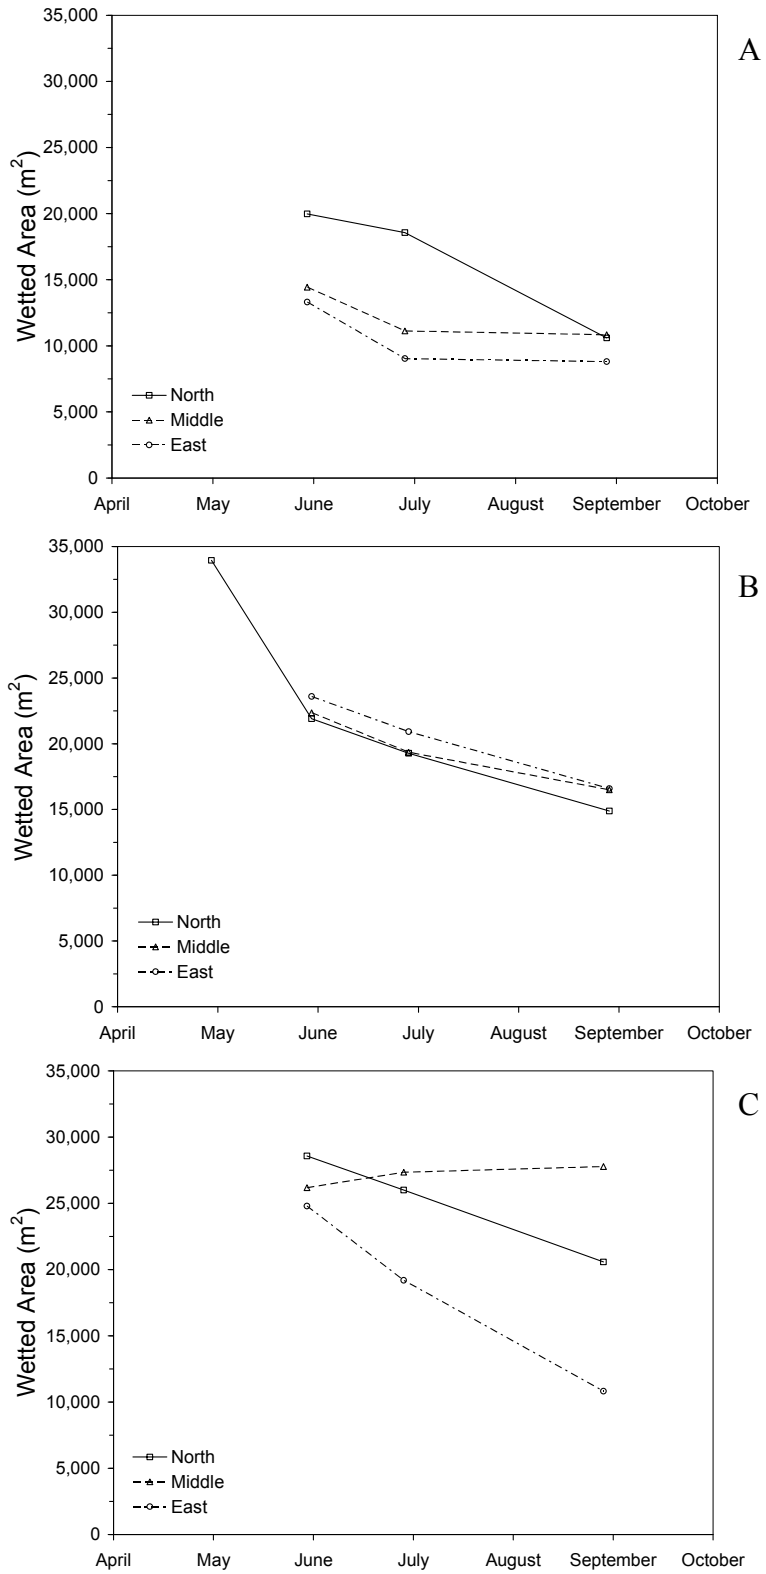 35,000
A
30,000
25,000
20,000
15,000
10,000
5,000
0
Wetted Area (m²)
North
Middle
East
April May June July August September October
35,000
B
30,000
25,000
20,000
15,000
10,000
5,000
0
Wetted Area (m²)
North
Middle
East
April May June July August September October
35,000
C
30,000
25,000
20,000
15,000
10,000
5,000
0
Wetted Area (m²)
North
Middle
East
April May June July August September October